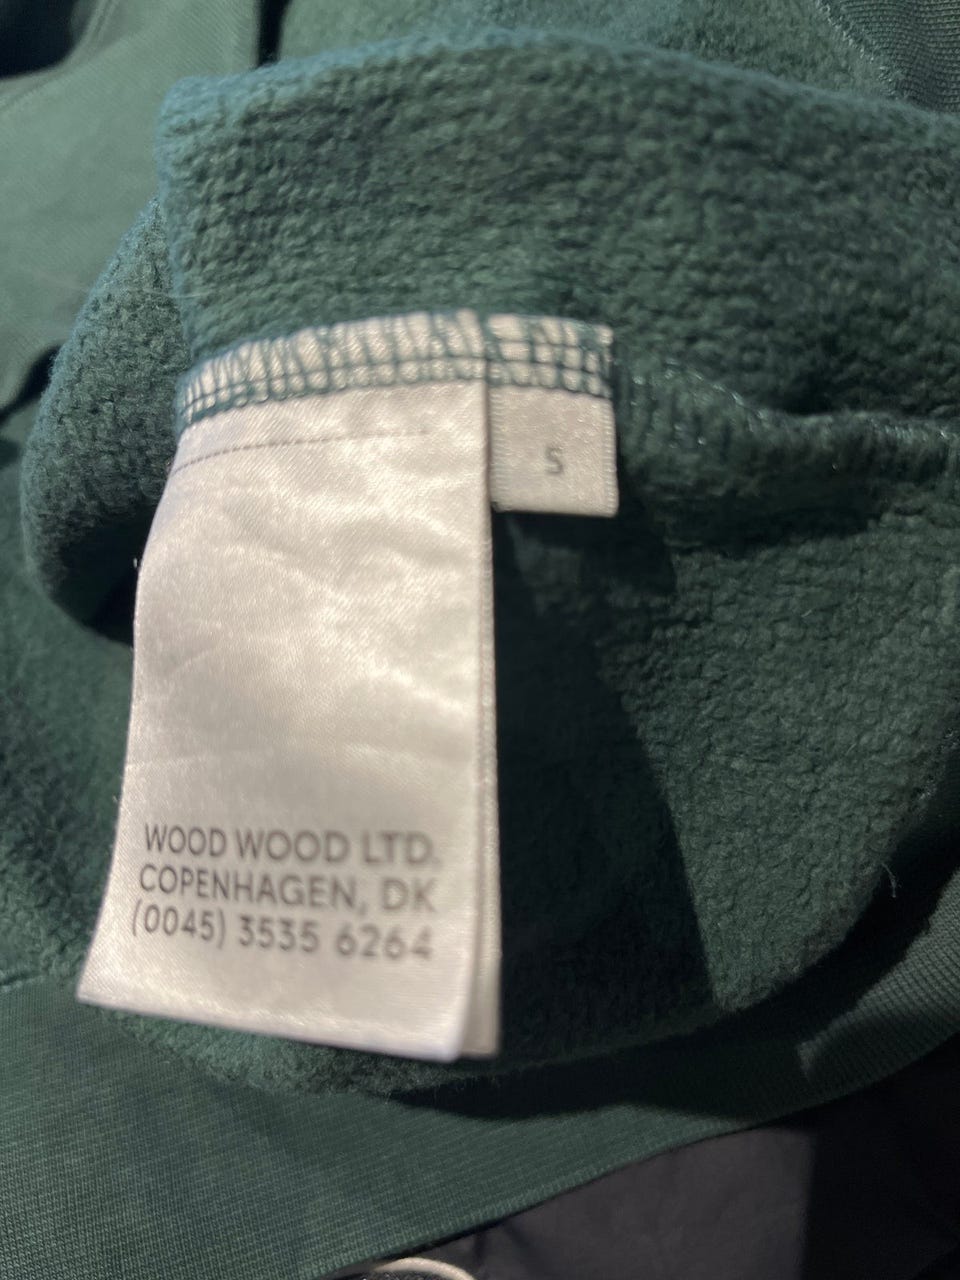 S
WOOD WOOD LTD.
COPENHAGEN, DK
(0045) 3535 6264